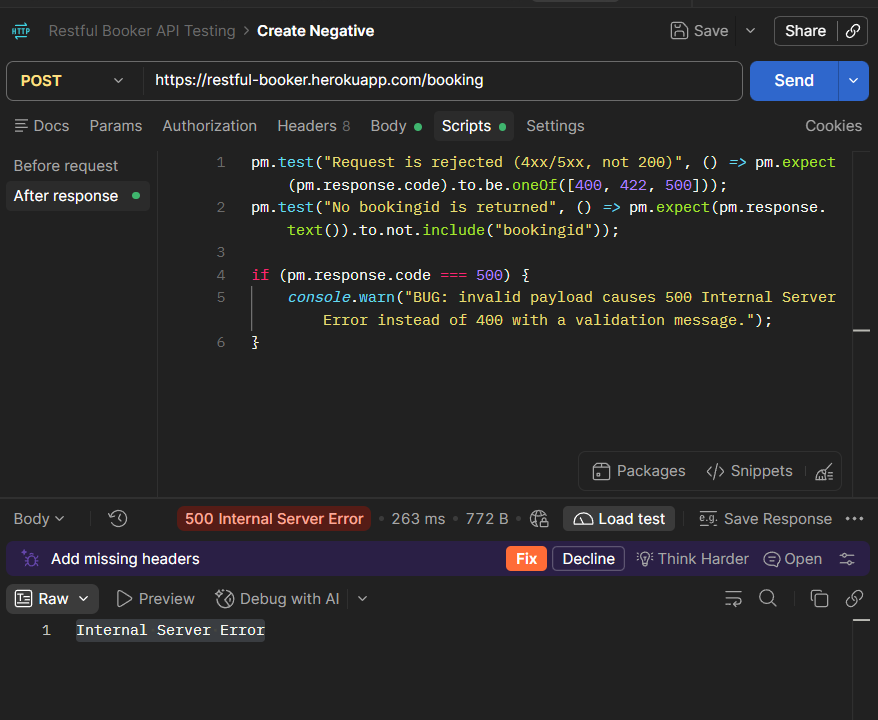 HTTP Restful Booker API Testing > Create Negative Save Share
POST https://restful-booker.herokuapp.com/booking Send
Docs Params Authorization Headers 8 Body Scripts Settings Cookies
Before request
After response
1 pm.test("Request is rejected (4xx/5xx, not 200)", () => pm.expect
(pm.response.code).to.be.oneOf([400, 422, 500]));
2 pm.test("No bookingid is returned", () => pm.expect(pm.response.
text()).to.not.include("bookingid"));
3
4 if (pm.response.code === 500) {
5 console.warn("BUG: invalid payload causes 500 Internal Server
Error instead of 400 with a validation message.");
6 }
Packages </> Snippets
Body 500 Internal Server Error • 263 ms • 772 B • Load test e.g. Save Response
Add missing headers Fix Decline Think Harder Open
Raw Preview Debug with AI
1 Internal Server Error